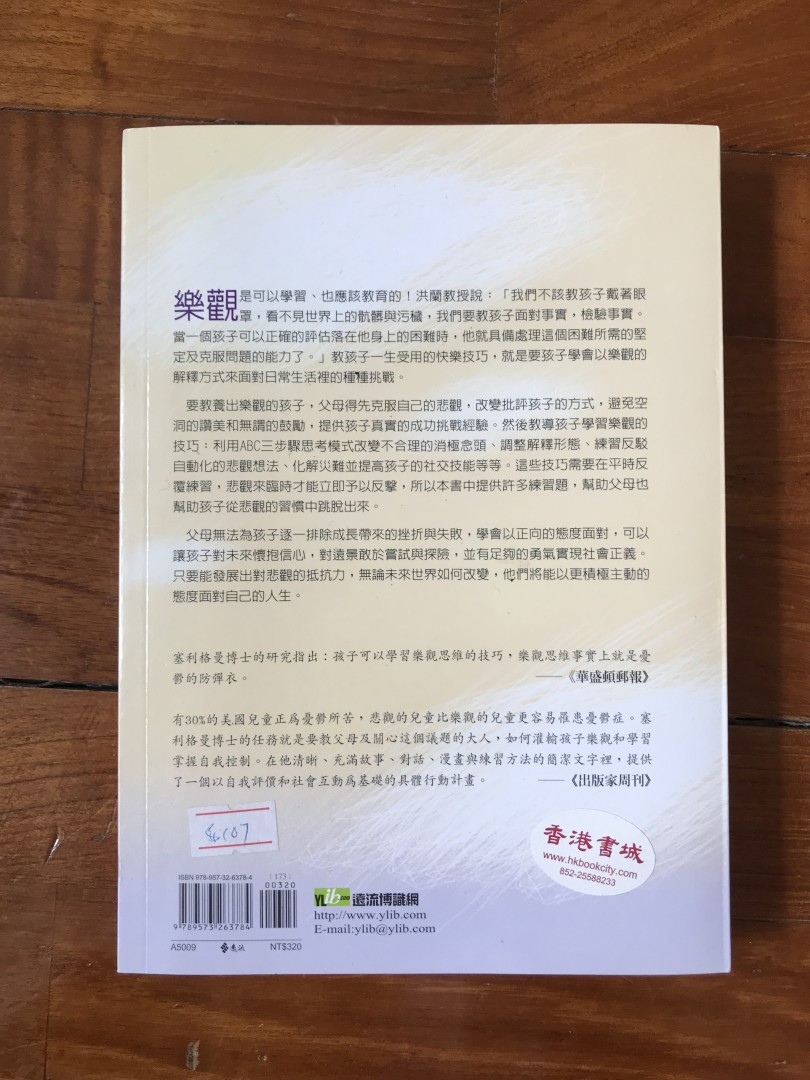 樂觀是可以學習、也應該教育的！洪蘭教授說：「我們不該教孩子戴著眼
罩，看不見世界上的骯髒與污穢，我們要教孩子面對事實，檢驗事實。
當一個孩子可以正確的評估落在他身上的困難時，他就具備處理這個困難所需的堅
定及克服問題的能力了。」教孩子一生受用的快樂技巧，就是要孩子學會以樂觀的
解釋方式來面對日常生活裡的種種挑戰。
要教養出樂觀的孩子，父母得先克服自己的悲觀，改變批評孩子的方式，避免空
洞的讚美和無謂的鼓勵，提供孩子真實的成功挑戰經驗。然後教導孩子學習樂觀的
技巧：利用ABC三步驟思考模式改變不合理的消極念頭、調整解釋形態、練習反駁
自動化的悲觀想法、化解災難並提高孩子的社交技能等等。這些技巧需要在平時反
覆練習，悲觀來臨時才能立即予以反擊，所以本書中提供許多練習題，幫助父母也
幫助孩子從悲觀的習慣中跳脫出來。
父母無法為孩子逐一排除成長帶來的挫折與失敗，學會以正向的態度面對，可以
讓孩子對未來懷抱信心，對遠景敢於嘗試與探險，並有足夠的勇氣實現社會正義。
只要能發展出對悲觀的抵抗力，無論未來世界如何改變，他們將能以更積極主動的
態度面對自己的人生。
塞利格曼博士的研究指出：孩子可以學習樂觀思維的技巧，樂觀思維事實上就是憂
鬱的防彈衣。——《華盛頓郵報》
有30%的美國兒童正為憂鬱所苦，悲觀的兒童比樂觀的兒童更容易罹患憂鬱症。塞
利格曼博士的任務就是要教父母及關心這個議題的大人，如何灌輸孩子樂觀和學習
掌握自我控制。在他清晰、充滿故事、對話、漫畫與練習方法的簡潔文字裡，提供
了一個以自我評價和社會互動為基礎的具體行動計畫。——《出版家周刊》
香港書城
www.hkbookcity.com
852-25588233
ISBN 978-957-32-6378-4
(173)
00320
9 789573 263784
A5009 遠流 NT$320
YLib.com 遠流博識網
http://www.ylib.com
E-mail:ylib@ylib.com